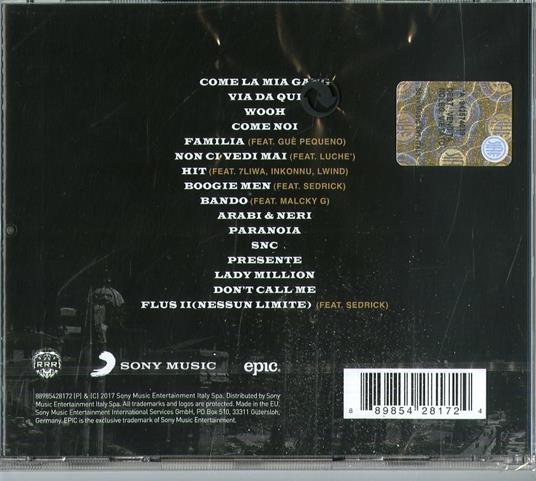 COME LA MIA GANG
VIA DA QUI
WOOH
COME NOI
FAMILIA (FEAT. GUÈ PEQUENO)
NON CI VEDI MAI (FEAT. LUCHE')
HIT (FEAT. 7LIWA, INKONNU, LWIND)
BOOGIE MEN (FEAT. SEDRICK)
BANDO (FEAT. MALCKY G)
ARABI & NERI
PARANOIA
SNC
PRESENTE
LADY MILLION
DON'T CALL ME
FLUS II (NESSUN LIMITE) (FEAT. SEDRICK)
RRR
SONY MUSIC
epic.
88985428172 [P] & (C) 2017 Sony Music Entertainment Italy Spa. Distributed by Sony
Music Entertainment Italy Spa. All trademarks and logos are protected. Made in the EU.
Sony Music Entertainment International Services GmbH, PO Box 510, 33311 Gütersloh,
Germany. EPIC is the exclusive trademark of Sony Music Entertainment.
8 89854 28172 4